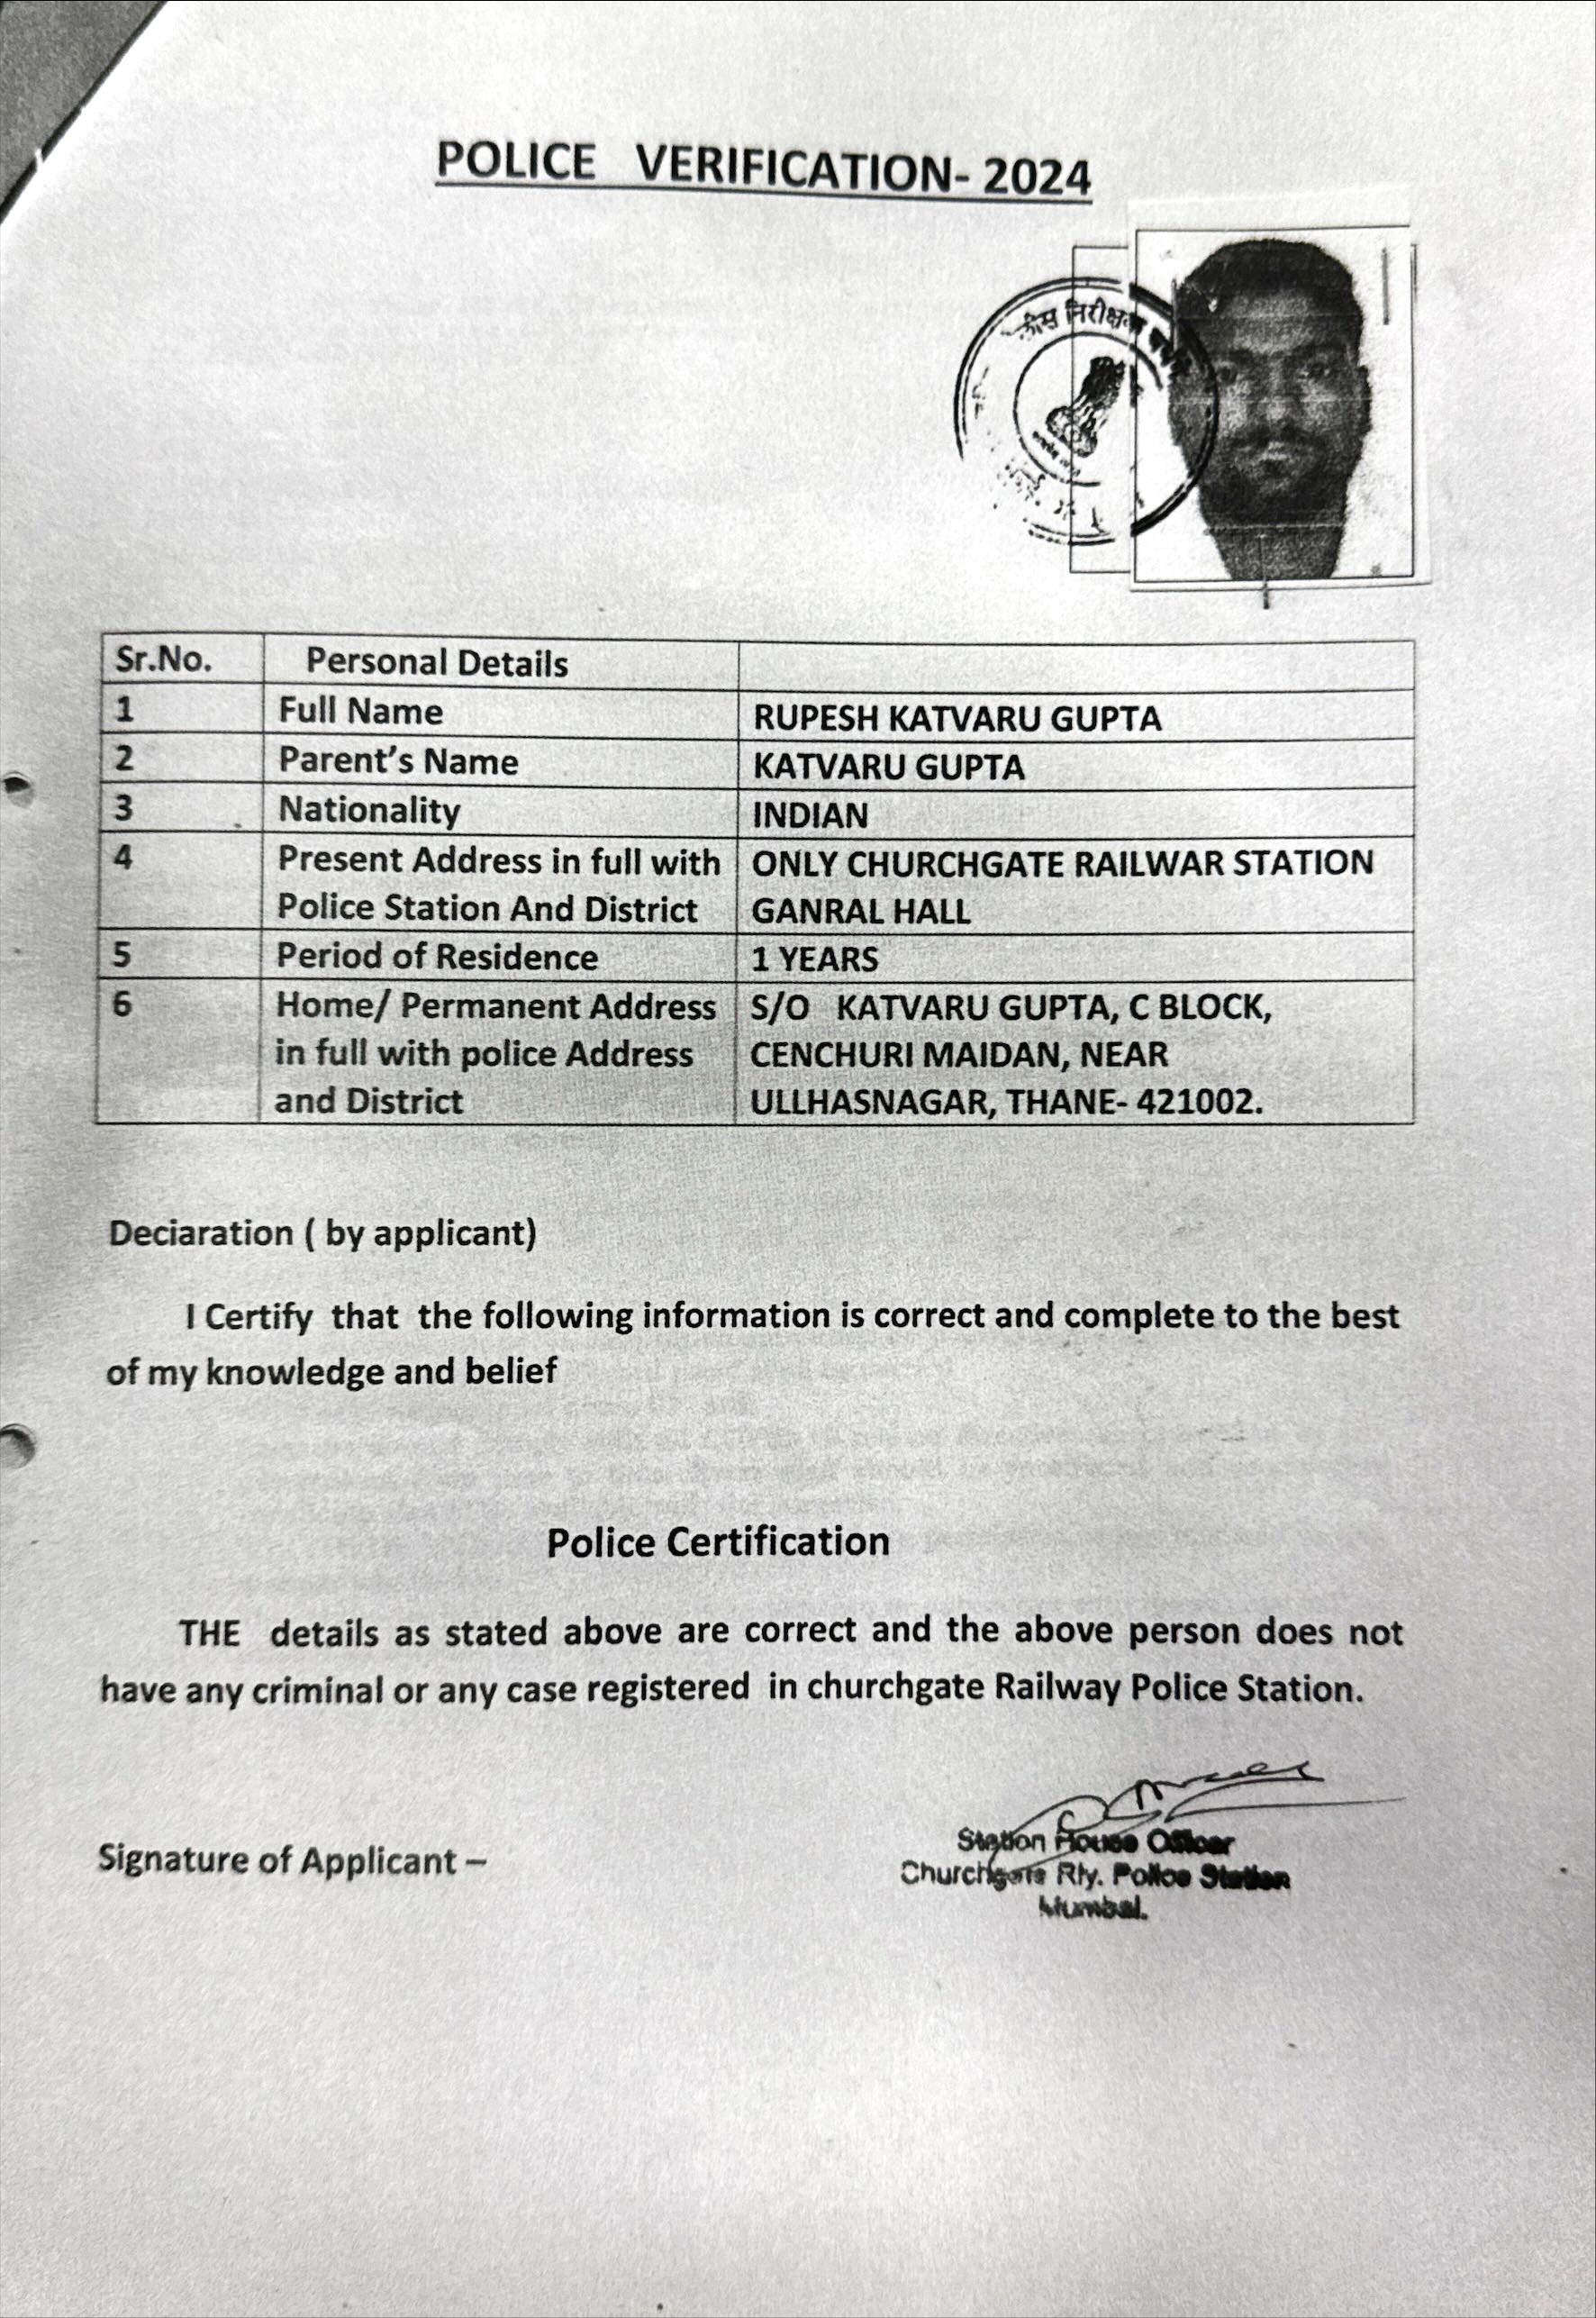 POLICE VERIFICATION- 2024
निरीक्षक
Sr.No. Personal Details
1 Full Name RUPESH KATVARU GUPTA
2 Parent's Name KATVARU GUPTA
3 Nationality INDIAN
4 Present Address in full with ONLY CHURCHGATE RAILWAR STATION
Police Station And District GANRAL HALL
5 Period of Residence 1 YEARS
6 Home/ Permanent Address S/O KATVARU GUPTA, C BLOCK,
in full with police Address CENCHURI MAIDAN, NEAR
and District ULLHASNAGAR, THANE- 421002.
Deciaration ( by applicant)
I Certify that the following information is correct and complete to the best
of my knowledge and belief
Police Certification
THE details as stated above are correct and the above person does not
have any criminal or any case registered in churchgate Railway Police Station.
Signature of Applicant –
Station House Officer
Churchgate Rly. Police Station
Mumbai.